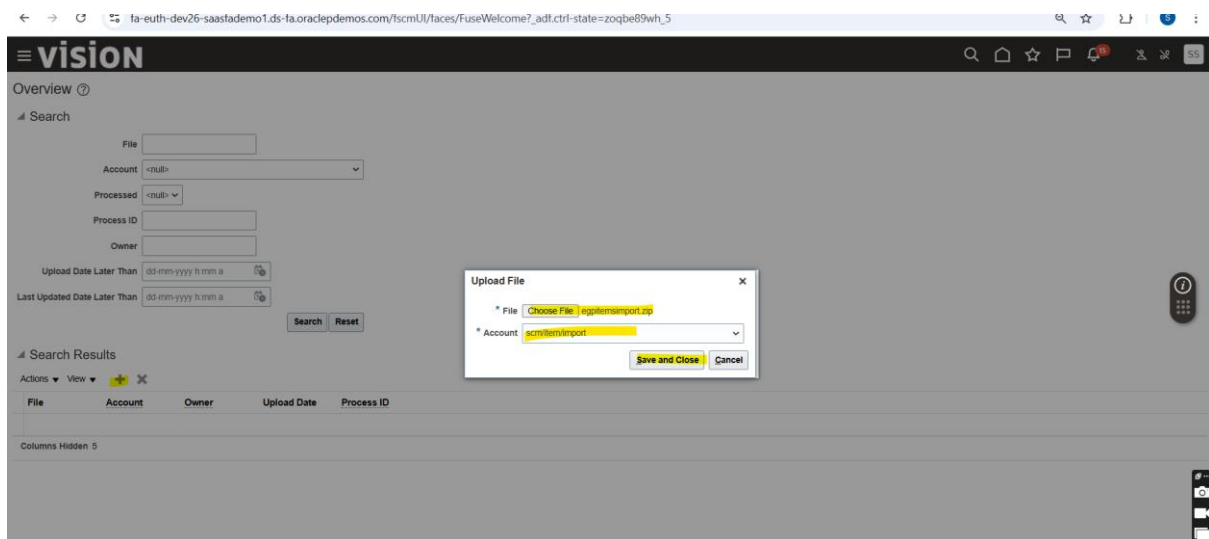 fa-euth-dev26-saasfademo1.ds-fa.oraclepdemos.com/fscmUI/faces/FuseWelcome?_adf.ctrl-state=zoqbe89wh_5
S
vision
15
SS
Overview
Search
File
Account <null>
Processed <null>
Process ID
Owner
Upload Date Later Than dd-mm-yyyy h:mm a
Last Updated Date Later Than dd-mm-yyyy h:mm a
Search Reset
Upload File
* File Choose File egpitemsimport.zip
* Account scm/item/import
Save and Close Cancel
Search Results
Actions View
File Account Owner Upload Date Process ID
Columns Hidden 5